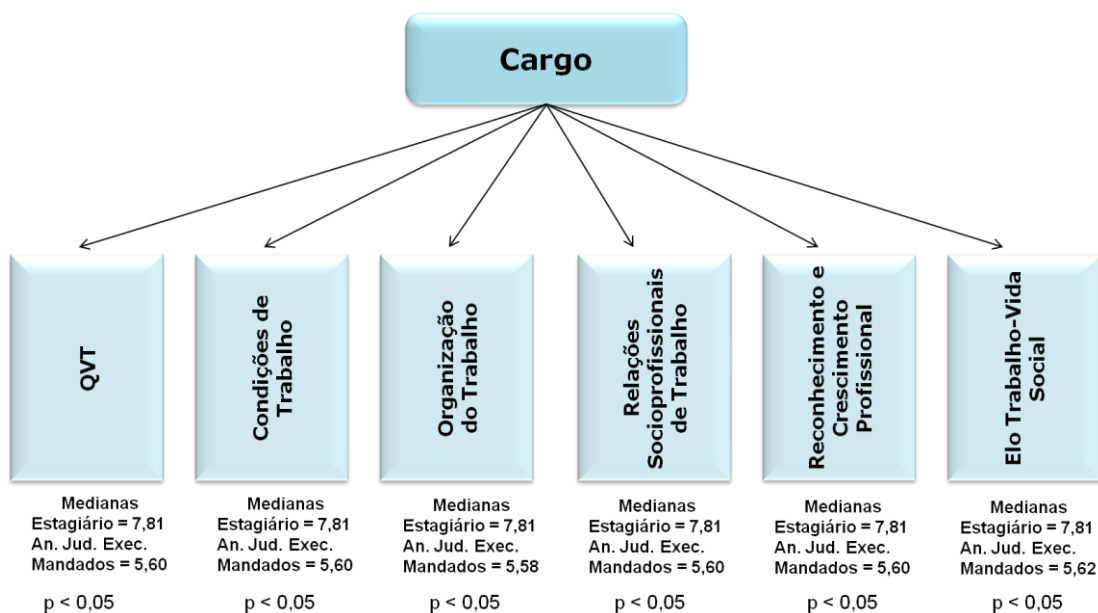 Cargo
QVT
Condições de
Trabalho
Organização
do Trabalho
Relações
Socioprofissionais
de Trabalho
Reconhecimento e
Crescimento
Profissional
Elo Trabalho-Vida
Social
Medianas
Estagiário = 7,81
An. Jud. Exec.
Mandados = 5,60
p < 0,05
Medianas
Estagiário = 7,81
An. Jud. Exec.
Mandados = 5,60
p < 0,05
Medianas
Estagiário = 7,81
An. Jud. Exec.
Mandados = 5,58
p < 0,05
Medianas
Estagiário = 7,81
An. Jud. Exec.
Mandados = 5,60
p < 0,05
Medianas
Estagiário = 7,81
An. Jud. Exec.
Mandados = 5,60
p < 0,05
Medianas
Estagiário = 7,81
An. Jud. Exec.
Mandados = 5,62
p < 0,05